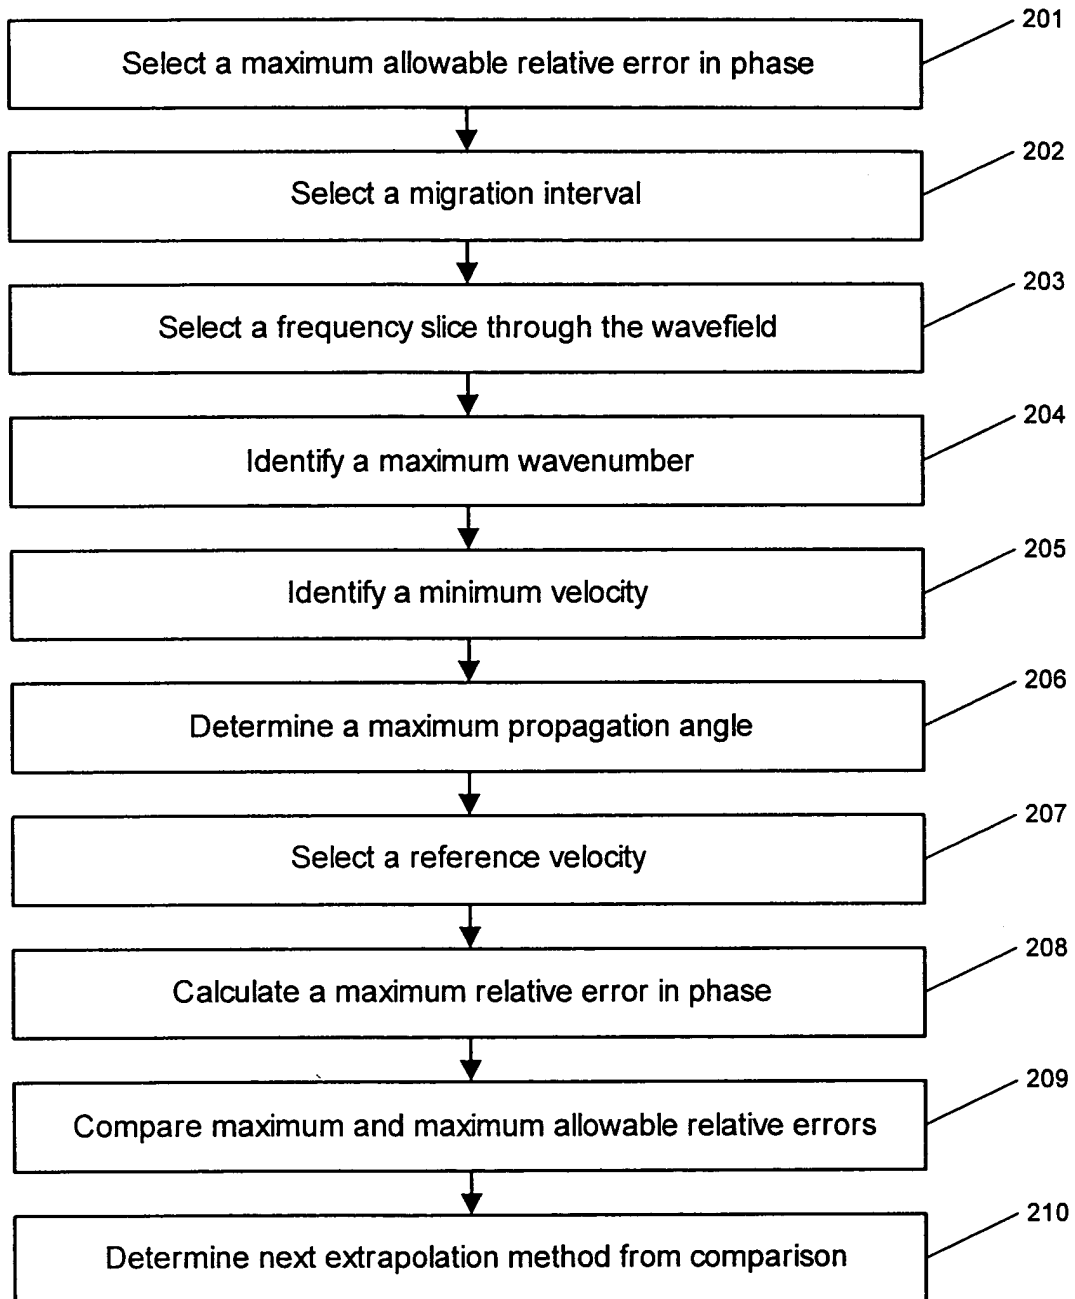 201
Select a maximum allowable relative error in phase
202
Select a migration interval
203
Select a frequency slice through the wavefield
204
Identify a maximum wavenumber
205
Identify a minimum velocity
206
Determine a maximum propagation angle
207
Select a reference velocity
208
Calculate a maximum relative error in phase
209
Compare maximum and maximum allowable relative errors
210
Determine next extrapolation method from comparison